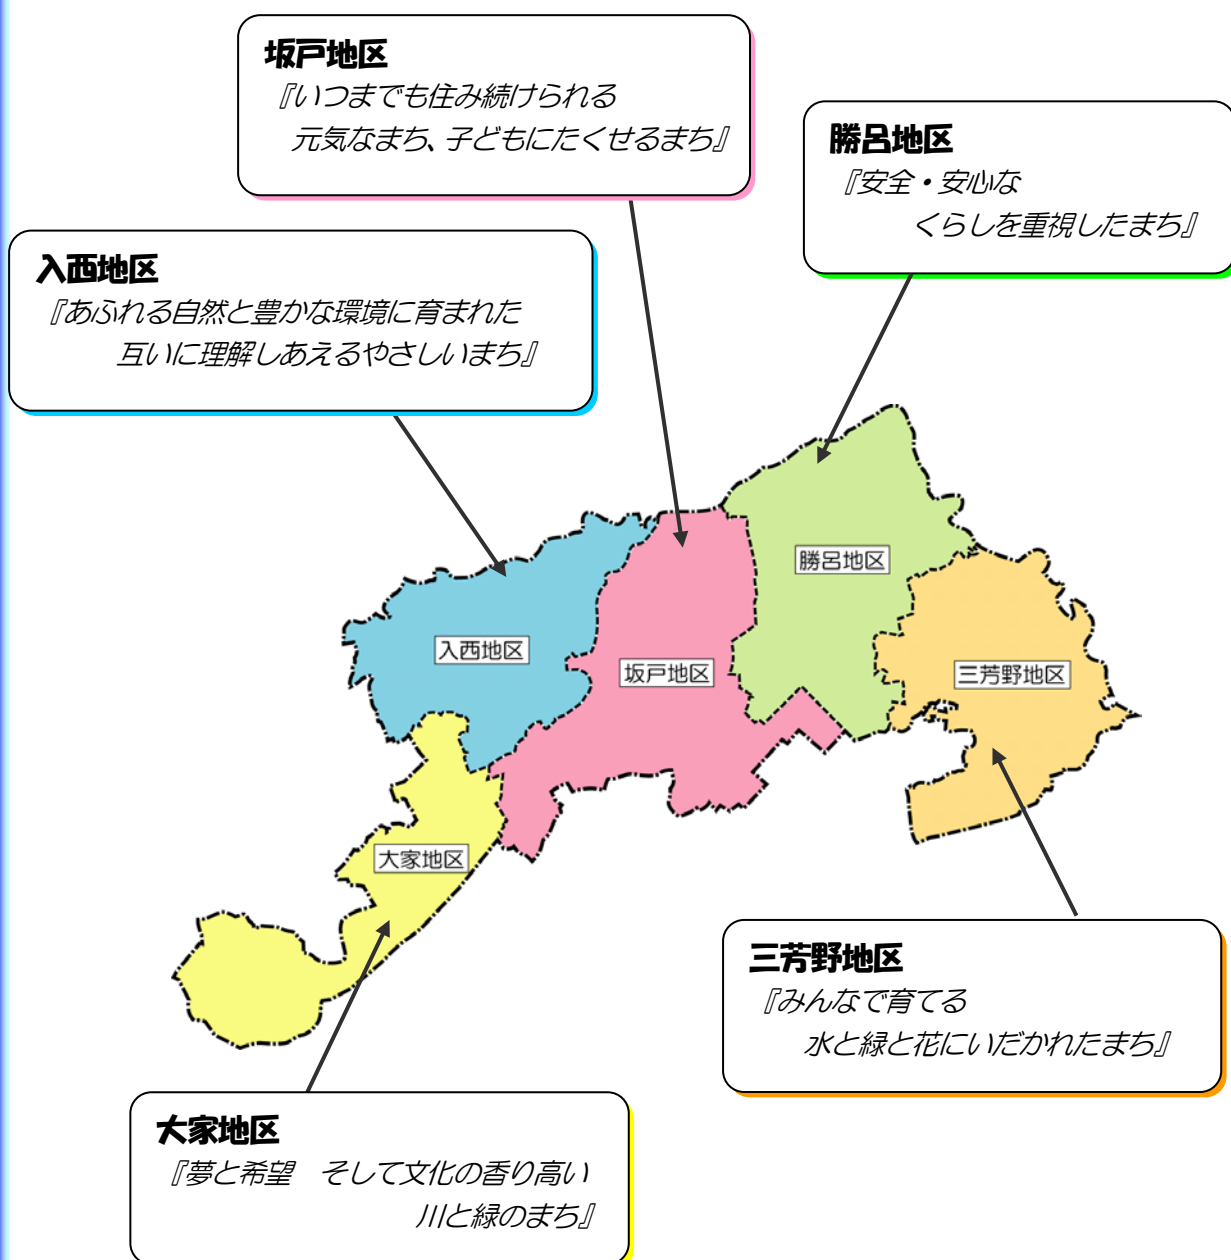 坂戸地区
『いつまでも住み続けられる
元気なまち、子どもにたくせるまち』
勝呂地区
『安全・安心な
くらしを重視したまち』
入西地区
『あふれる自然と豊かな環境に育まれた
互いに理解しあえるやさしいまち』
勝呂地区
入西地区
坂戸地区
三芳野地区
大家地区
三芳野地区
『みんなで育てる
水と緑と花にいだかれたまち』
大家地区
『夢と希望　そして文化の香り高い
川と緑のまち』